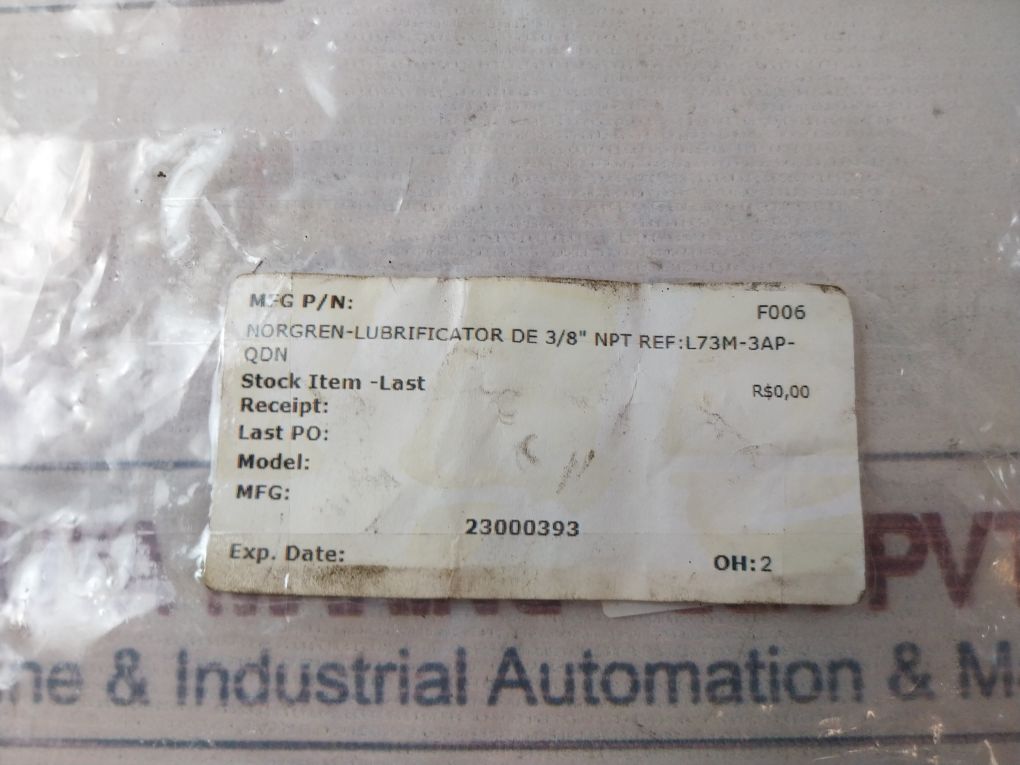 MFG P/N: F006
NORGREN-LUBRIFICATOR DE 3/8" NPT REF:L73M-3AP-
QDN
Stock Item -Last R$0,00
Receipt:
Last PO:
Model:
MFG:
23000393
Exp. Date: OH:2
PVT
ne & Industrial Automation & M